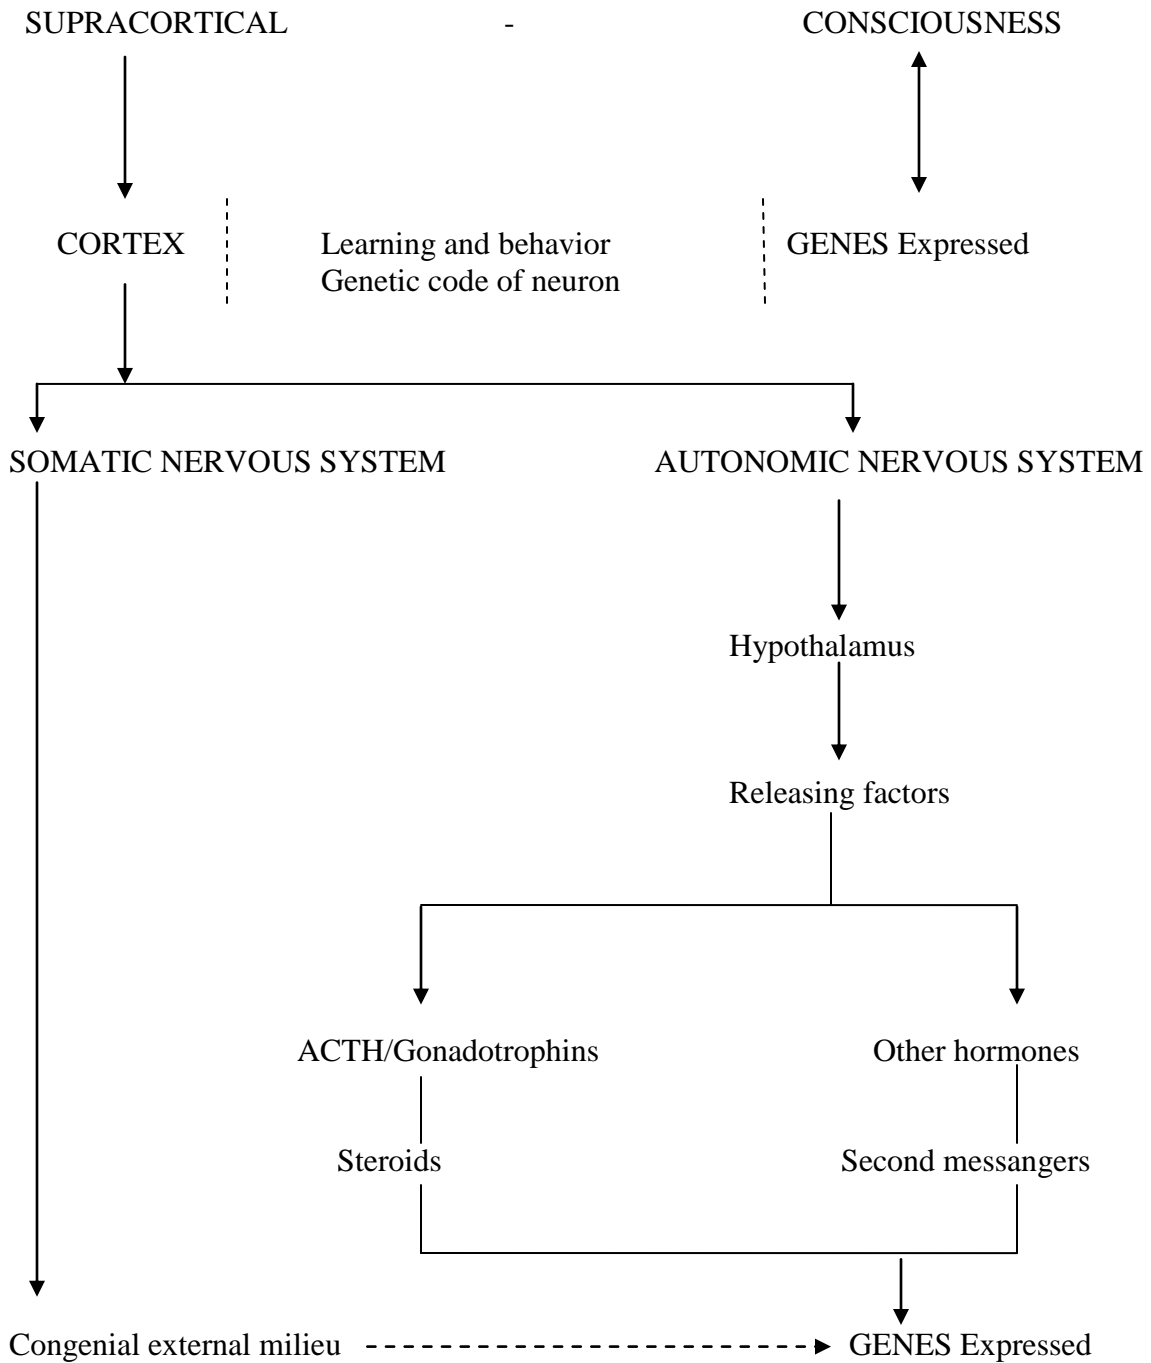 SUPRACORTICAL - CONSCIOUSNESS
CORTEX Learning and behavior GENES Expressed
Genetic code of neuron
SOMATIC NERVOUS SYSTEM AUTONOMIC NERVOUS SYSTEM
Hypothalamus
Releasing factors
ACTH/Gonadotrophins Other hormones
Steroids Second messangers
Congenial external milieu GENES Expressed